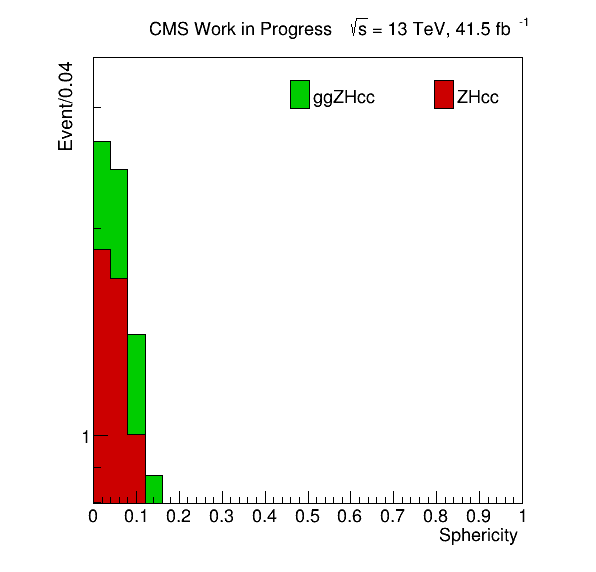 CMS Work in Progress √s = 13 TeV, 41.5 fb⁻¹
Event/0.04
ggZHcc ZHcc
1
0 0.1 0.2 0.3 0.4 0.5 0.6 0.7 0.8 0.9 1
Sphericity